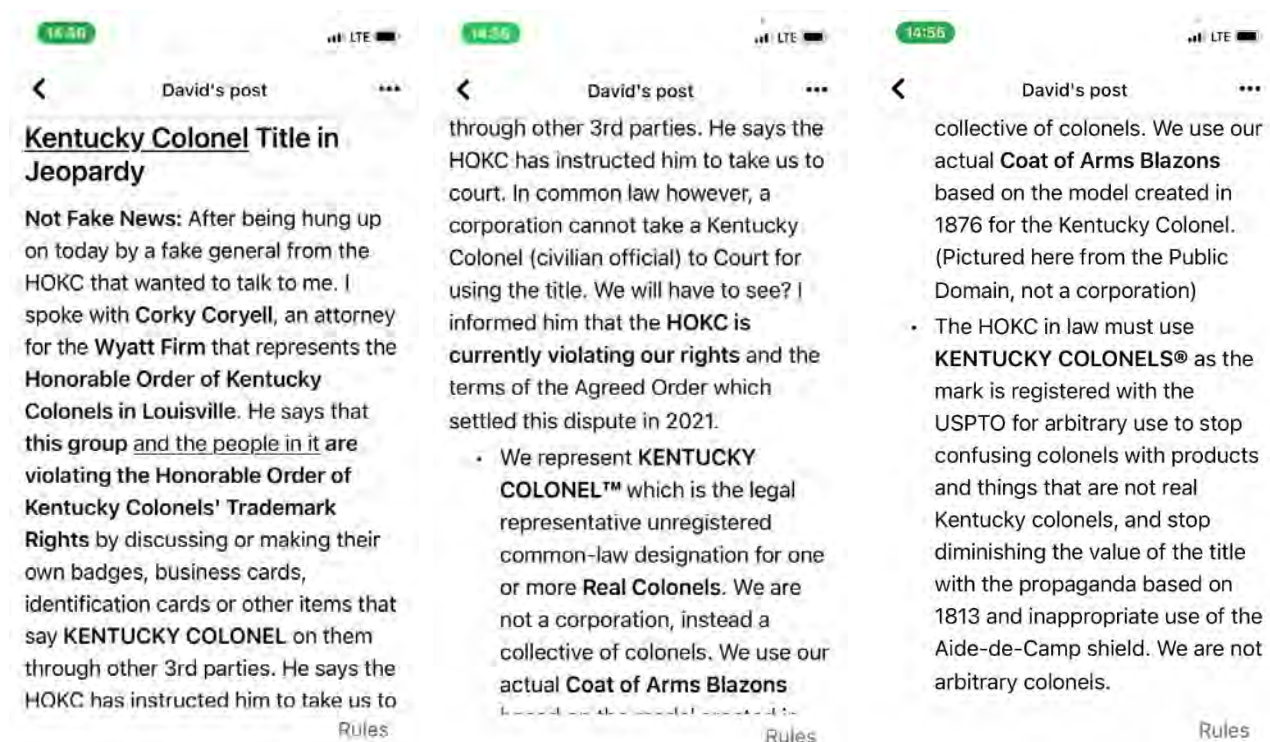 14:56
LTE
David's post
Kentucky Colonel Title in
Jeopardy
Not Fake News: After being hung up
on today by a fake general from the
HOKC that wanted to talk to me. I
spoke with Corky Coryell, an attorney
for the Wyatt Firm that represents the
Honorable Order of Kentucky
Colonels in Louisville. He says that
this group and the people in it are
violating the Honorable Order of
Kentucky Colonels' Trademark
Rights by discussing or making their
own badges, business cards,
identification cards or other items that
say KENTUCKY COLONEL on them
through other 3rd parties. He says the
HOKC has instructed him to take us to
Rules
LTE
David's post
through other 3rd parties. He says the
HOKC has instructed him to take us to
court. In common law however, a
corporation cannot take a Kentucky
Colonel (civilian official) to Court for
using the title. We will have to see? I
informed him that the HOKC is
currently violating our rights and the
terms of the Agreed Order which
settled this dispute in 2021.
• We represent KENTUCKY
COLONEL™ which is the legal
representative unregistered
common-law designation for one
or more Real Colonels. We are
not a corporation, instead a
collective of colonels. We use our
actual Coat of Arms Blazons
based on the model created in
Rules
14:56
LTE
David's post
collective of colonels. We use our
actual Coat of Arms Blazons
based on the model created in
1876 for the Kentucky Colonel.
(Pictured here from the Public
Domain, not a corporation)
• The HOKC in law must use
KENTUCKY COLONELS® as the
mark is registered with the
USPTO for arbitrary use to stop
confusing colonels with products
and things that are not real
Kentucky colonels, and stop
diminishing the value of the title
with the propaganda based on
1813 and inappropriate use of the
Aide-de-Camp shield. We are not
arbitrary colonels.
Rules